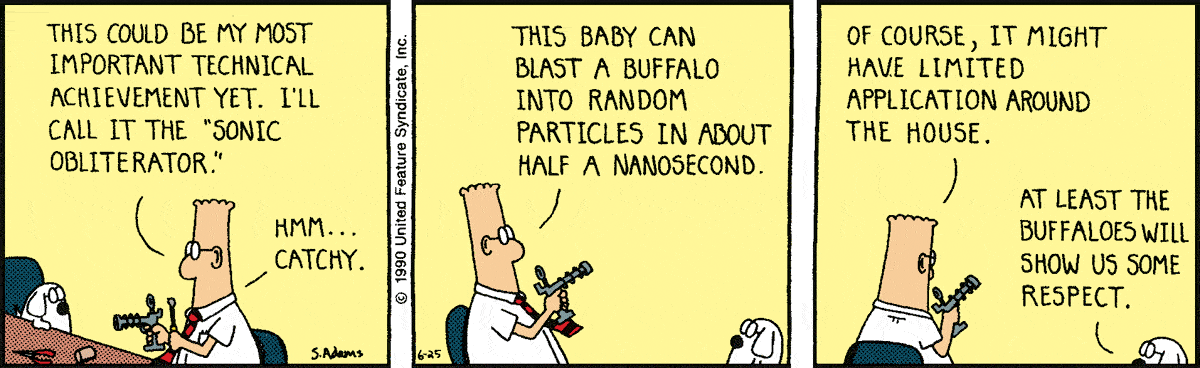 THIS COULD BE MY MOST
IMPORTANT TECHNICAL
ACHIEVEMENT YET. I'LL
CALL IT THE "SONIC
OBLITERATOR."
HMM...
CATCHY.
S.Adams
© 1990 United Feature Syndicate, Inc.
THIS BABY CAN
BLAST A BUFFALO
INTO RANDOM
PARTICLES IN ABOUT
HALF A NANOSECOND.
6-25
OF COURSE, IT MIGHT
HAVE LIMITED
APPLICATION AROUND
THE HOUSE.
AT LEAST THE
BUFFALOES WILL
SHOW US SOME
RESPECT.